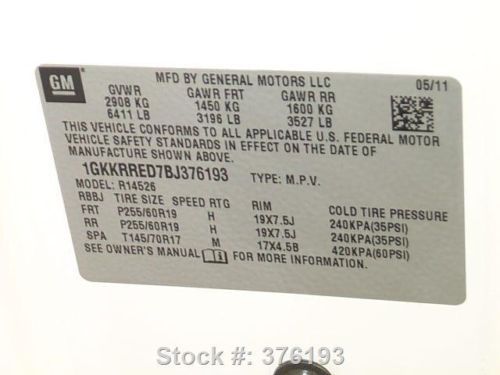 GM
MFD BY GENERAL MOTORS LLC 05/11
GVWR GAWR FRT GAWR RR
2908 KG 1450 KG 1600 KG
6411 LB 3196 LB 3527 LB
THIS VEHICLE CONFORMS TO ALL APPLICABLE U.S. FEDERAL MOTOR
VEHICLE SAFETY STANDARDS IN EFFECT ON THE DATE OF
MANUFACTURE SHOWN ABOVE.
1GKKRRED7BJ376193 TYPE: M.P.V.
MODEL: R14526
RBBJ TIRE SIZE SPEED RTG RIM COLD TIRE PRESSURE
FRT P255/60R19 H 19X7.5J 240KPA(35PSI)
RR P255/60R19 H 19X7.5J 240KPA(35PSI)
SPA T145/70R17 M 17X4.5B 420KPA(60PSI)
SEE OWNER'S MANUAL FOR MORE INFORMATION.
Stock #: 376193